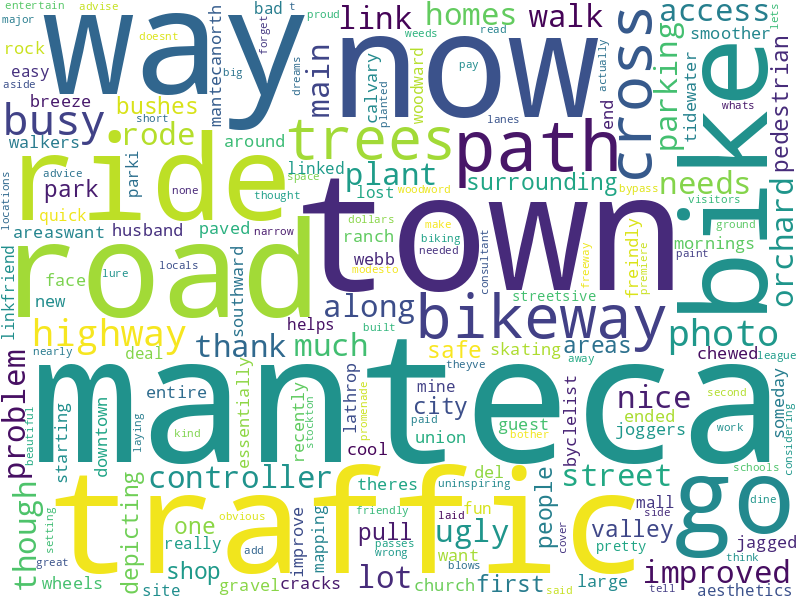 entertain
advise
major
doesnt
bad
t
forget
proud
weeds
read
link
homes
walk
access
smoother
lets
rock
aside
easy
way
now
main
calvary
planted
woodward
pay
lanes
actually
end
cross
parking
tidewater
whats
pedestrian
breeze
short
big
dreams
mantecanorth
busy
bushes
walkers
rode
around
trees
path
bike
locations
advice
park
none
parki
thought
linked
space
lost
plant
woodword
surrounding
needs
bypass
visitors
orchard
quick
areaswant
husband
paved
narrow
dollars
make
ride
town
ranch
biking
needed
consultant
freindly
freeway
premiere
ground
mornings
paint
linkfriend
face
lure
locals
southward
webb
modesto
new
road
built
along
streetsive
bikeway
photo
highway
helps
thank
much
safe
skating
areas
away
chewed
league
nearly
deal
theyve
problem
beautiful
starting
downtown
laying
entire
essentially
recently
stockton
lathrop
promenade
mine
city
paid
manteca
guest
bother
union
byclelist
nice
ended
joggers
second
work
considering
someday
kind
cool
controller
theres
del
street
schools
though
setting
depicting
obvious
traffic
uninspiring
fun
people
mall
side
go
dine
one
really
improve
mapping
friendly
laid
want
cover
valley
jagged
great
wheels
shop
add
pull
passes
wrong
ugly
pretty
think
site
gravel
cracks
lot
church
blows
first
said
large
tell
improved
aesthetics